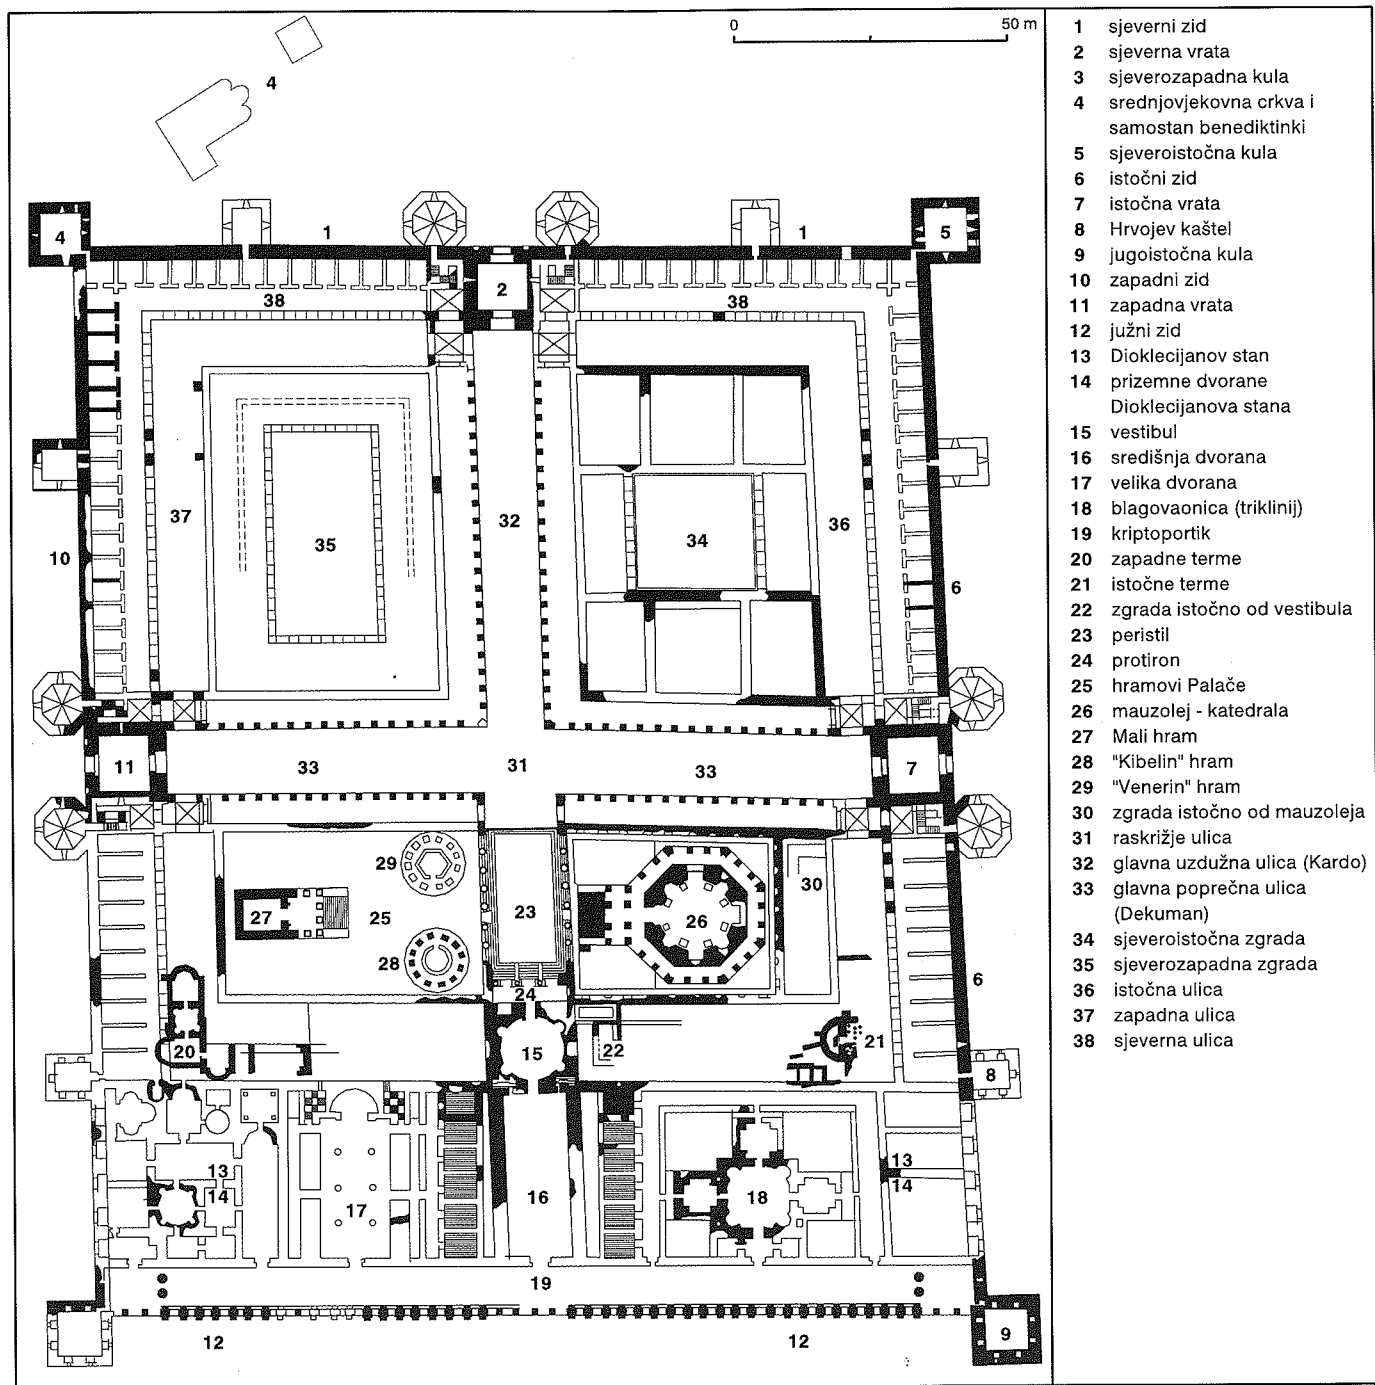 0 50 m
4
4
1
1
5
2
38
38
37
35
32
34
36
10
6
11
33
31
33
7
29
27
25
23
26
30
28
24
20
15
22
21
6
8
13
14
17
16
18
13
14
19
12
12
9
1 sjeverni zid
2 sjeverna vrata
3 sjeverozapadna kula
4 srednjovjekovna crkva i
samostan benediktinki
5 sjeveroistočna kula
6 istočni zid
7 istočna vrata
8 Hrvojev kaštel
9 jugoistočna kula
10 zapadni zid
11 zapadna vrata
12 južni zid
13 Dioklecijanov stan
14 prizemne dvorane
Dioklecijanova stana
15 vestibul
16 središnja dvorana
17 velika dvorana
18 blagovaonica (triklinij)
19 kriptoportik
20 zapadne terme
21 istočne terme
22 zgrada istočno od vestibula
23 peristil
24 protiron
25 hramovi Palače
26 mauzolej - katedrala
27 Mali hram
28 "Kibelin" hram
29 "Venerin" hram
30 zgrada istočno od mauzoleja
31 raskrižje ulica
32 glavna uzdužna ulica (Kardo)
33 glavna poprečna ulica
(Dekuman)
34 sjeveroistočna zgrada
35 sjeverozapadna zgrada
36 istočna ulica
37 zapadna ulica
38 sjeverna ulica